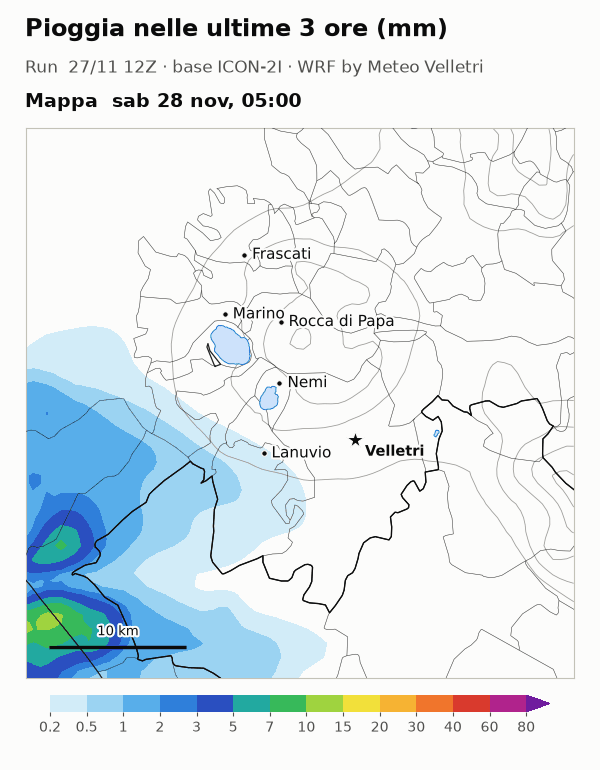 Pioggia nelle ultime 3 ore (mm)
Run  27/11 12Z · base ICON-2I · WRF by Meteo Velletri
Mappa  sab 28 nov, 05:00
Frascati
Marino
Rocca di Papa
Nemi
Velletri
Lanuvio
10 km
0.2 0.5 1 2 3 5 7 10 15 20 30 40 60 80